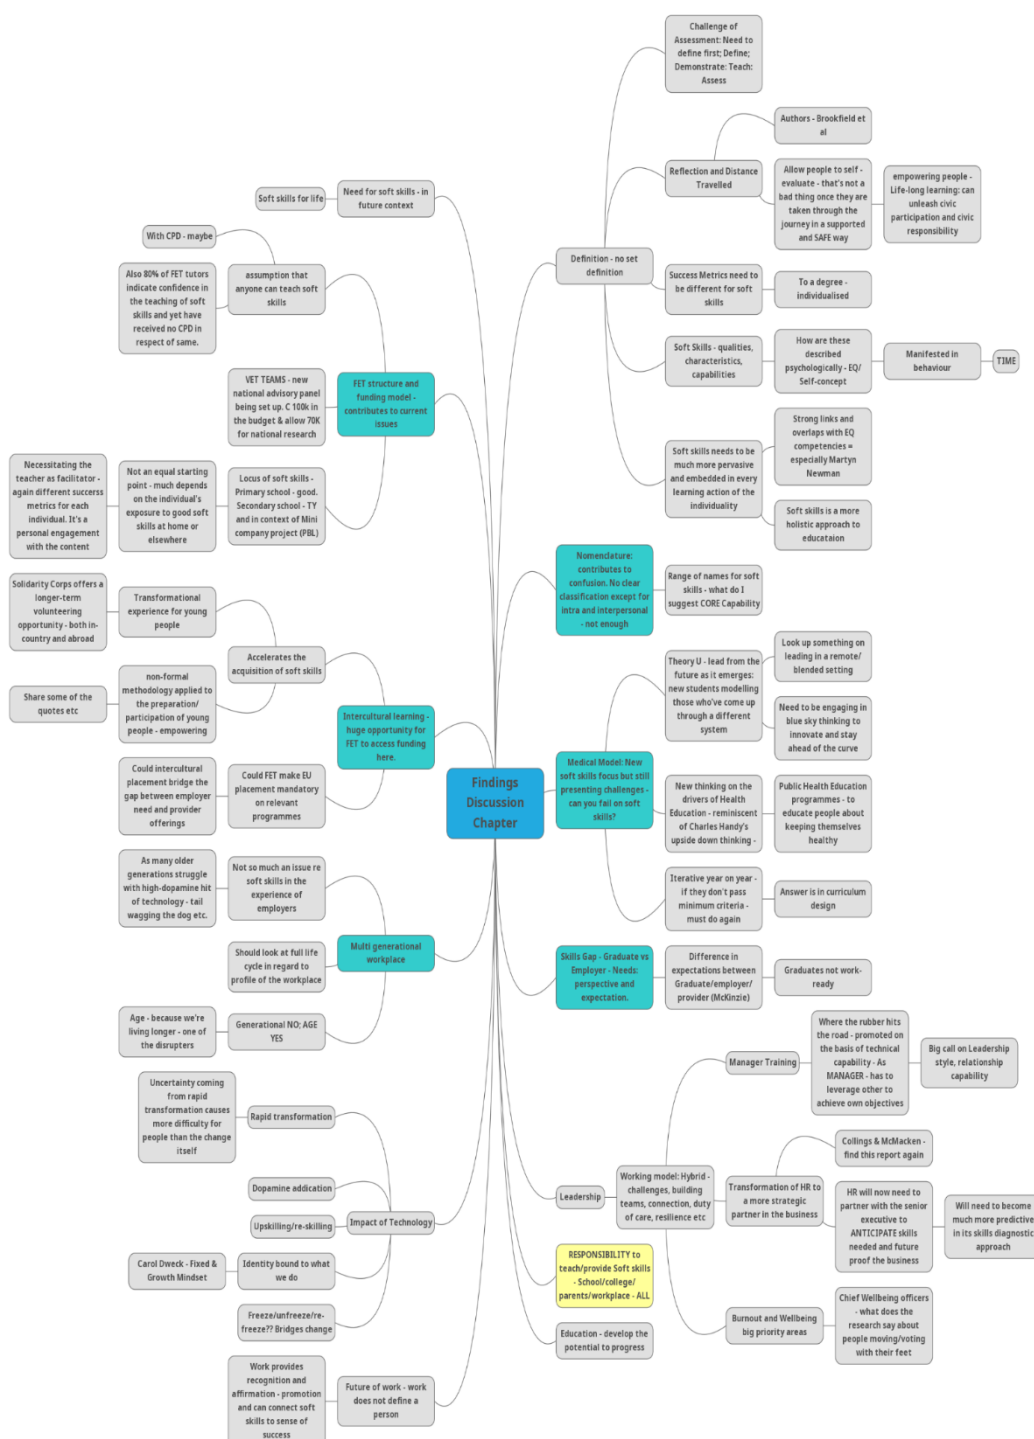 Findings
Discussion
Chapter
Challenge of
Assessment: Need to
define first; Define;
Demonstrate: Teach:
Assess
Authors - Brookfield et
al
Reflection and Distance
Travelled
Allow people to self -
evaluate - that's not a
bad thing once they are
taken through the
journey in a supported
and SAFE way
empowering people -
Life-long learning: can
unleash civic
participation and civic
responsibility
Definition - no set
definition
Success Metrics need to
be different for soft
skills
To a degree -
individualised
Soft Skills - qualities,
characteristics,
capabilities
How are these
described
psychologically - EQ/
Self-concept
Manifested in
behaviour
TIME
Soft skills needs to be
much more pervasive
and embedded in every
learning action of the
individuality
Strong links and
overlaps with EQ
competencies =
especially Martyn
Newman
Soft skills is a more
holistic approach to
educataion
Nomenclature:
contributes to
confusion. No clear
classification except for
intra and interpersonal
- not enough
Range of names for soft
skills - what do I
suggest CORE Capability
Theory U - lead from the
future as it emerges:
new students modelling
those who've come up
through a different
system
Look up something on
leading in a remote/
blended setting
Need to be engaging in
blue sky thinking to
innovate and stay
ahead of the curve
Medical Model: New
soft skills focus but still
presenting challenges -
can you fail on soft
skills?
New thinking on the
drivers of Health
Education - reminiscent
of Charles Handy's
upside down thinking -
Public Health Education
programmes - to
educate people about
keeping themselves
healthy
Iterative year on year -
if they don't pass
minimum criteria -
must do again
Answer is in curriculum
design
Skills Gap - Graduate vs
Employer - Needs:
perspective and
expectation.
Difference in
expectations between
Graduate/employer/
provider (McKinzie)
Graduates not work-
ready
Manager Training
Where the rubber hits
the road - promoted on
the basis of technical
capability - As
MANAGER - has to
leverage other to
achieve own objectives
Big call on Leadership
style, relationship
capability
Leadership
Working model: Hybrid -
challenges, building
teams, connection, duty
of care, resilience etc
Transformation of HR to
a more strategic
partner in the business
Collings & McMacken -
find this report again
HR will now need to
partner with the senior
executive to
ANTICIPATE skills
needed and future
proof the business
Will need to become
much more predictive
in its skills diagnostic
approach
Burnout and Wellbeing
big priority areas
Chief Wellbeing officers
- what does the
research say about
people moving/voting
with their feet
RESPONSIBILITY to
teach/provide Soft skills
- School/college/
parents/workplace - ALL
Education - develop the
potential to progress
Soft skills for life
Need for soft skills - in
future context
With CPD - maybe
assumption that
anyone can teach soft
skills
Also 80% of FET tutors
indicate confidence in
the teaching of soft
skills and yet have
received no CPD in
respect of same.
VET TEAMS - new
national advisory panel
being set up. C 100k in
the budget & allow 70K
for national research
FET structure and
funding model -
contributes to current
issues
Necessitating the
teacher as facilitator -
again different success
metrics for each
individual. It's a
personal engagement
with the content
Not an equal starting
point - much depends
on the individual's
exposure to good soft
skills at home or
elsewhere
Locus of soft skills -
Primary school - good.
Secondary school - TY
and in context of Mini
company project (PBL)
Solidarity Corps offers a
longer-term
volunteering
opportunity - both in-
country and abroad
Transformational
experience for young
people
Accelerates the
acquisition of soft skills
Share some of the
quotes etc
non-formal
methodology applied to
the preparation/
participation of young
people - empowering
Intercultural learning -
huge opportunity for
FET to access funding
here.
Could intercultural
placement bridge the
gap between employer
need and provider
offerings
Could FET make EU
placement mandatory
on relevant
programmes
As many older
generations struggle
with high-dopamine hit
of technology - tail
wagging the dog etc.
Not so much an issue re
soft skills in the
experience of
employers
Multi generational
workplace
Should look at full life
cycle in regard to
profile of the workplace
Age - because we're
living longer - one of
the disrupters
Generational NO; AGE
YES
Uncertainty coming
from rapid
transformation causes
more difficulty for
people than the change
itself
Rapid transformation
Dopamine addication
Upskilling/re-skilling
Impact of Technology
Carol Dweck - Fixed &
Growth Mindset
Identity bound to what
we do
Freeze/unfreeze/re-
freeze?? Bridges change
Work provides
recognition and
affirmation - promotion
and can connect soft
skills to sense of
success
Future of work - work
does not define a
person